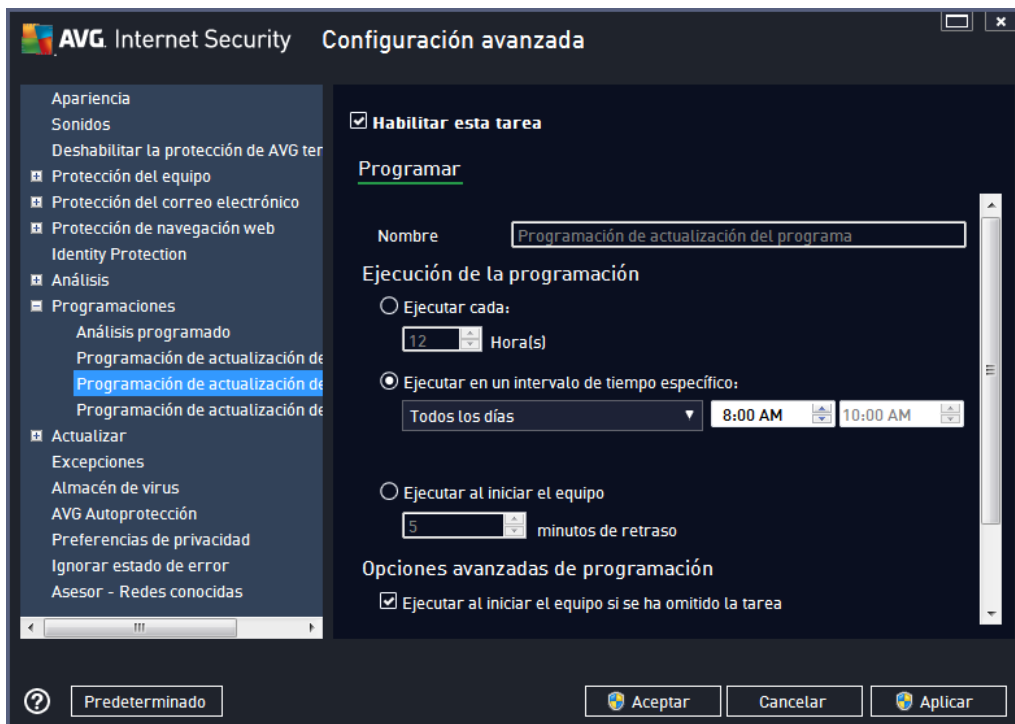 AVG. Internet Security Configuración avanzada
Apariencia
Sonidos
Deshabilitar la protección de AVG ter
Protección del equipo
Protección del correo electrónico
Protección de navegación web
Identity Protection
Análisis
Programaciones
Análisis programado
Programación de actualización de
Programación de actualización de
Programación de actualización de
Actualizar
Excepciones
Almacén de virus
AVG Autoprotección
Preferencias de privacidad
Ignorar estado de error
Asesor - Redes conocidas
Habilitar esta tarea
Programar
Nombre Programación de actualización del programa
Ejecución de la programación
Ejecutar cada:
12 Hora(s)
Ejecutar en un intervalo de tiempo específico:
Todos los días 8:00 AM 10:00 AM
Ejecutar al iniciar el equipo
5 minutos de retraso
Opciones avanzadas de programación
Ejecutar al iniciar el equipo si se ha omitido la tarea
? Predeterminado Aceptar Cancelar Aplicar